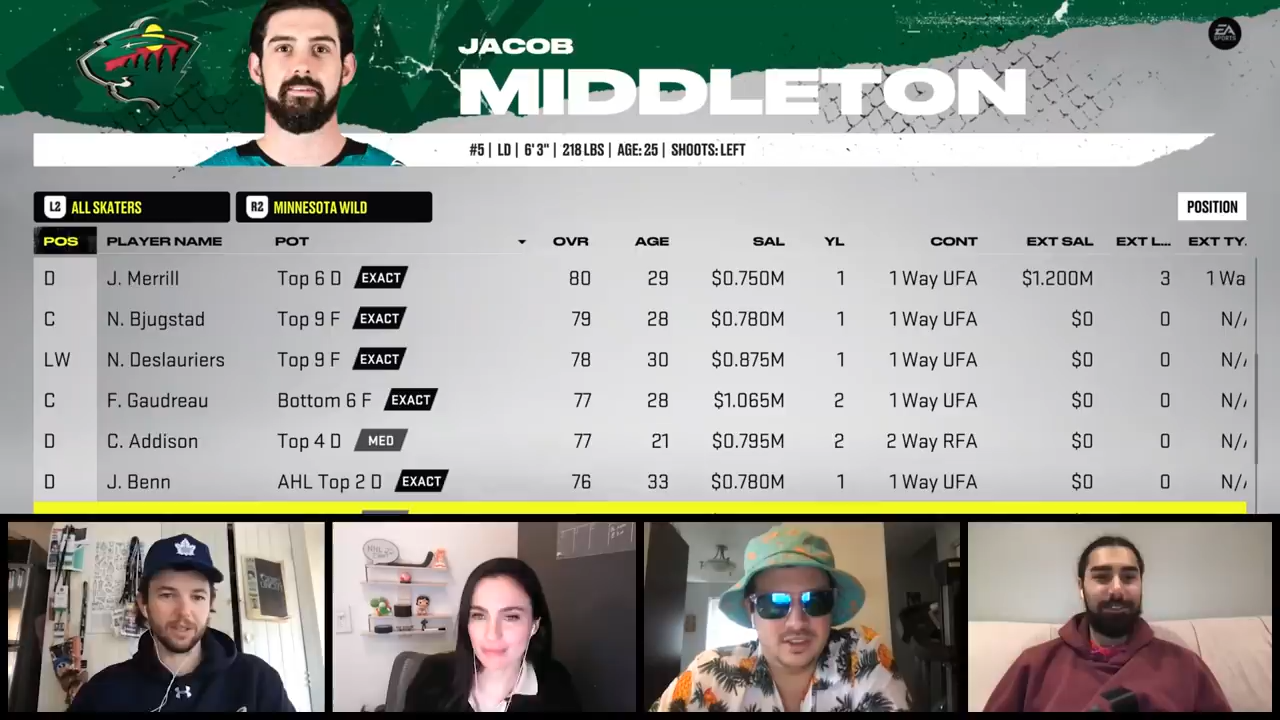 JACOB
MIDDLETON
EA
SPORTS
#5 | LD | 6' 3" | 218 LBS | AGE: 25 | SHOOTS: LEFT
L2 ALL SKATERS R2 MINNESOTA WILD POSITION
POS PLAYER NAME POT OVR AGE SAL YL CONT EXT SAL EXT L... EXT TY.
D J. Merrill Top 6 D EXACT 80 29 $0.750M 1 1 Way UFA $1.200M 3 1 Wa
C N. Bjugstad Top 9 F EXACT 79 28 $0.780M 1 1 Way UFA $0 0 N/
LW N. Deslauriers Top 9 F EXACT 78 30 $0.875M 1 1 Way UFA $0 0 N/
C F. Gaudreau Bottom 6 F EXACT 77 28 $1.065M 2 1 Way UFA $0 0 N/
D C. Addison Top 4 D MED 77 21 $0.795M 2 2 Way RFA $0 0 N/
D J. Benn AHL Top 2 D EXACT 76 33 $0.780M 1 1 Way UFA $0 0 N/
NHL